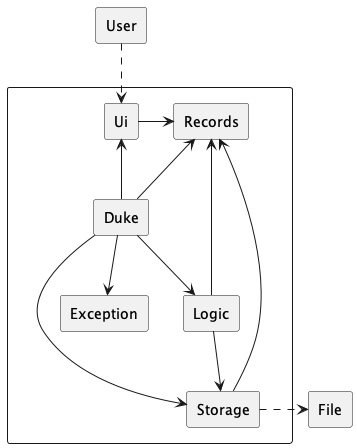 User
Ui
Records
Duke
Exception
Logic
Storage
File